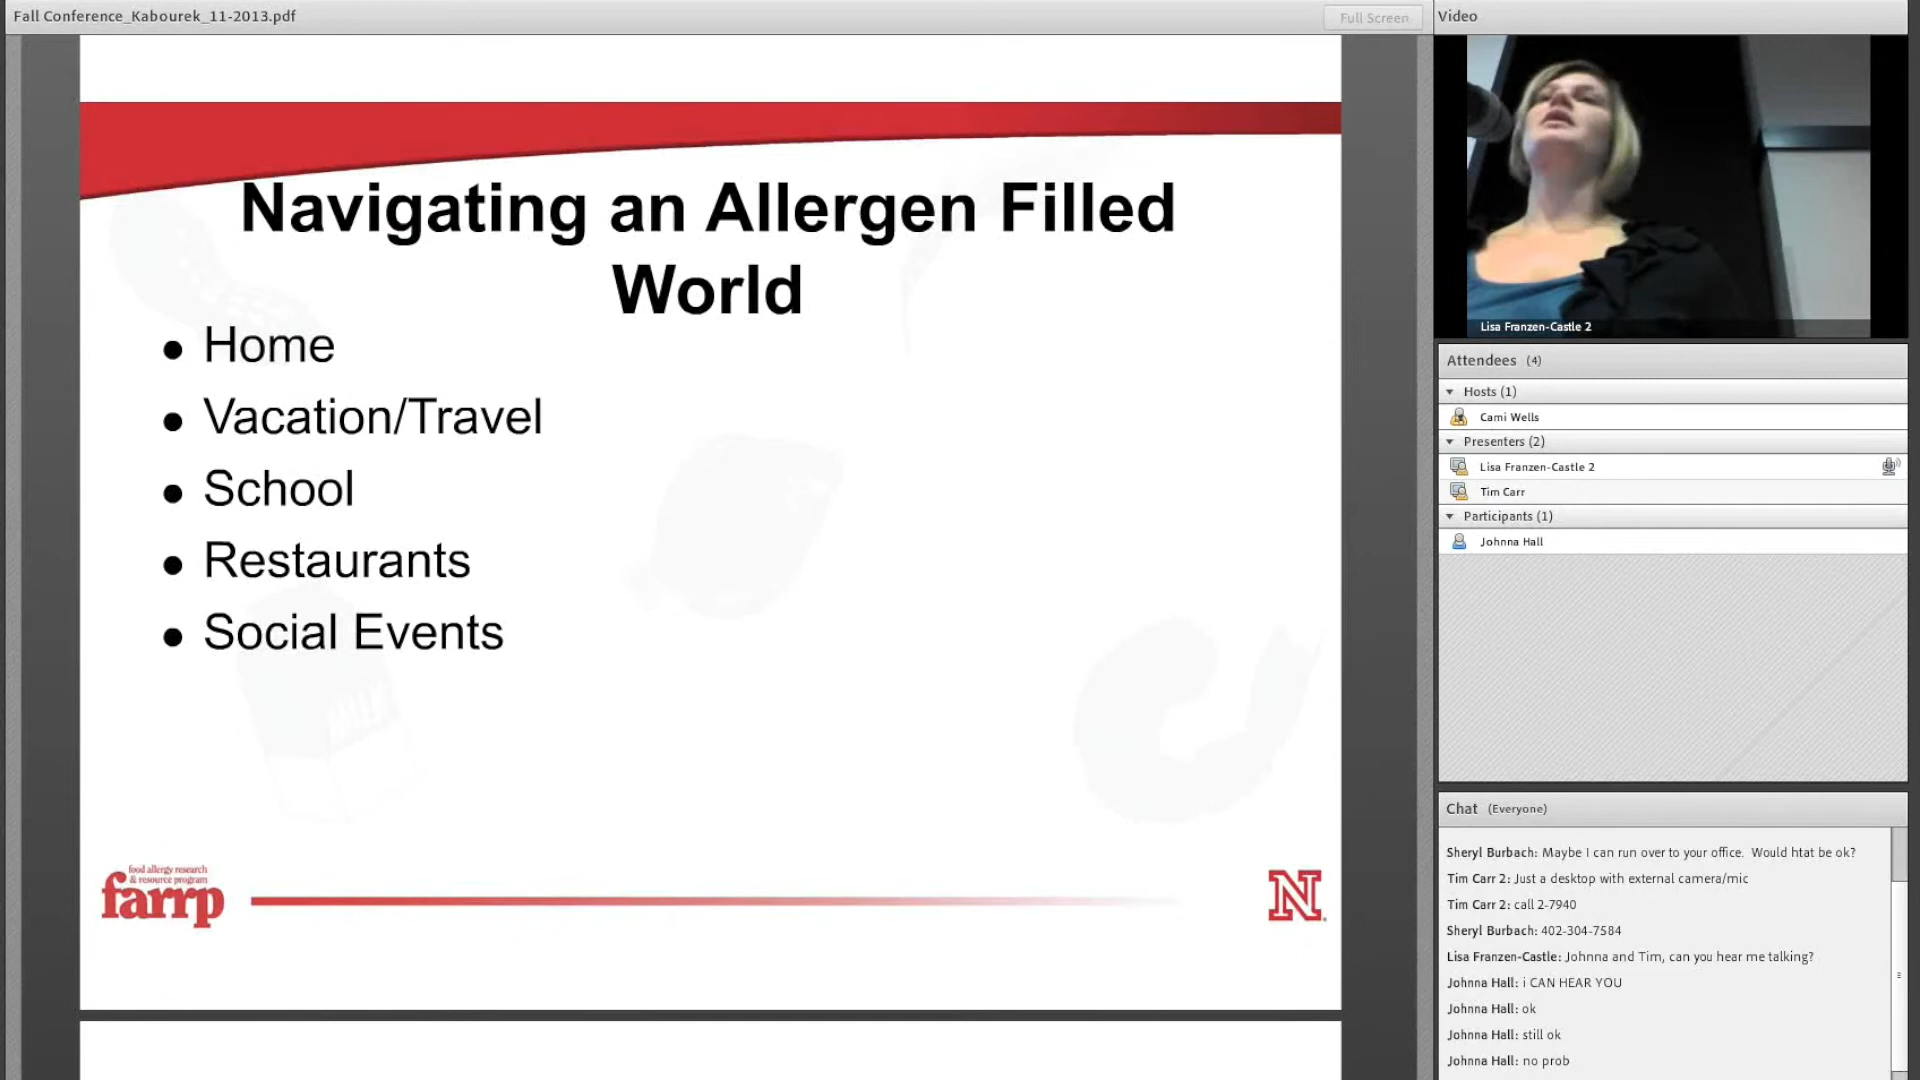 Fall Conference_Kabourek_11-2013.pdf
Full Screen
Navigating an Allergen Filled
World
● Home
● Vacation/Travel
● School
● Restaurants
● Social Events
MILK
food allergy research
& resource program
farrp
N
Video
Lisa Franzen-Castle 2
Attendees (4)
Hosts (1)
Cami Wells
Presenters (2)
Lisa Franzen-Castle 2
Tim Carr
Participants (1)
Johnna Hall
Chat (Everyone)
Sheryl Burbach: Maybe I can run over to your office. Would htat be ok?
Tim Carr 2: Just a desktop with external camera/mic
Tim Carr 2: call 2-7940
Sheryl Burbach: 402-304-7584
Lisa Franzen-Castle: Johnna and Tim, can you hear me talking?
Johnna Hall: i CAN HEAR YOU
Johnna Hall: ok
Johnna Hall: still ok
Johnna Hall: no prob